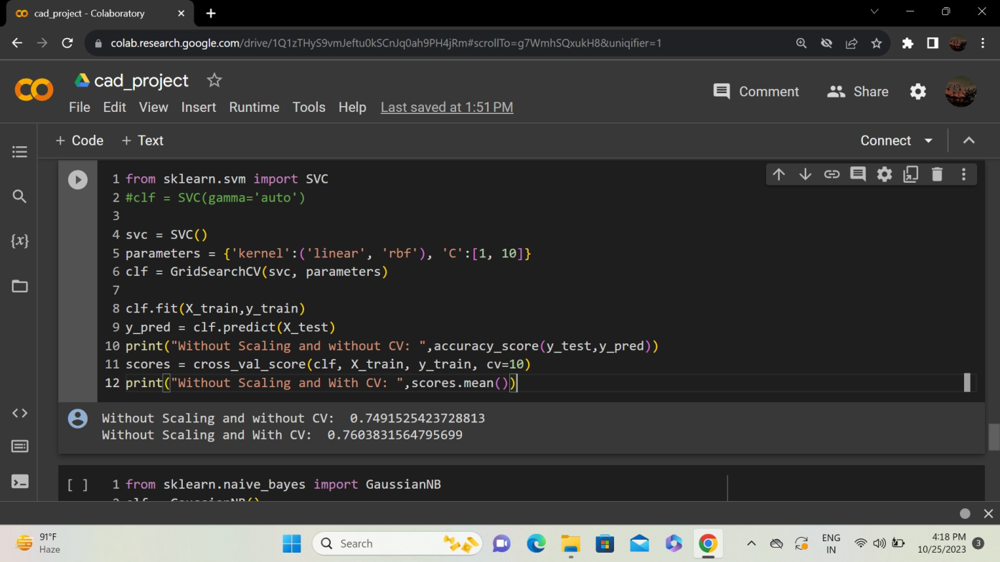 cad_project - Colaboratory
colab.research.google.com/drive/1Q1zTHyS9vmJeftu0kSCnJq0ah9PH4jRm#scrollTo=g7WmhSQxukH8&uniqifier=1
cad_project
Comment
Share
File Edit View Insert Runtime Tools Help Last saved at 1:51 PM
+ Code + Text
Connect
1 from sklearn.svm import SVC
2 #clf = SVC(gamma='auto')
3
4 svc = SVC()
5 parameters = {'kernel':('linear', 'rbf'), 'C':[1, 10]}
6 clf = GridSearchCV(svc, parameters)
7
8 clf.fit(X_train,y_train)
9 y_pred = clf.predict(X_test)
10 print("Without Scaling and without CV: ",accuracy_score(y_test,y_pred))
11 scores = cross_val_score(clf, X_train, y_train, cv=10)
12 print("Without Scaling and With CV: ",scores.mean())
{x}
Without Scaling and without CV:  0.7491525423728813
Without Scaling and With CV:  0.7603831564795699
[ ] 1 from sklearn.naive_bayes import GaussianNB
91°F
Haze
Search
ENG
IN
4:18 PM
10/25/2023
3